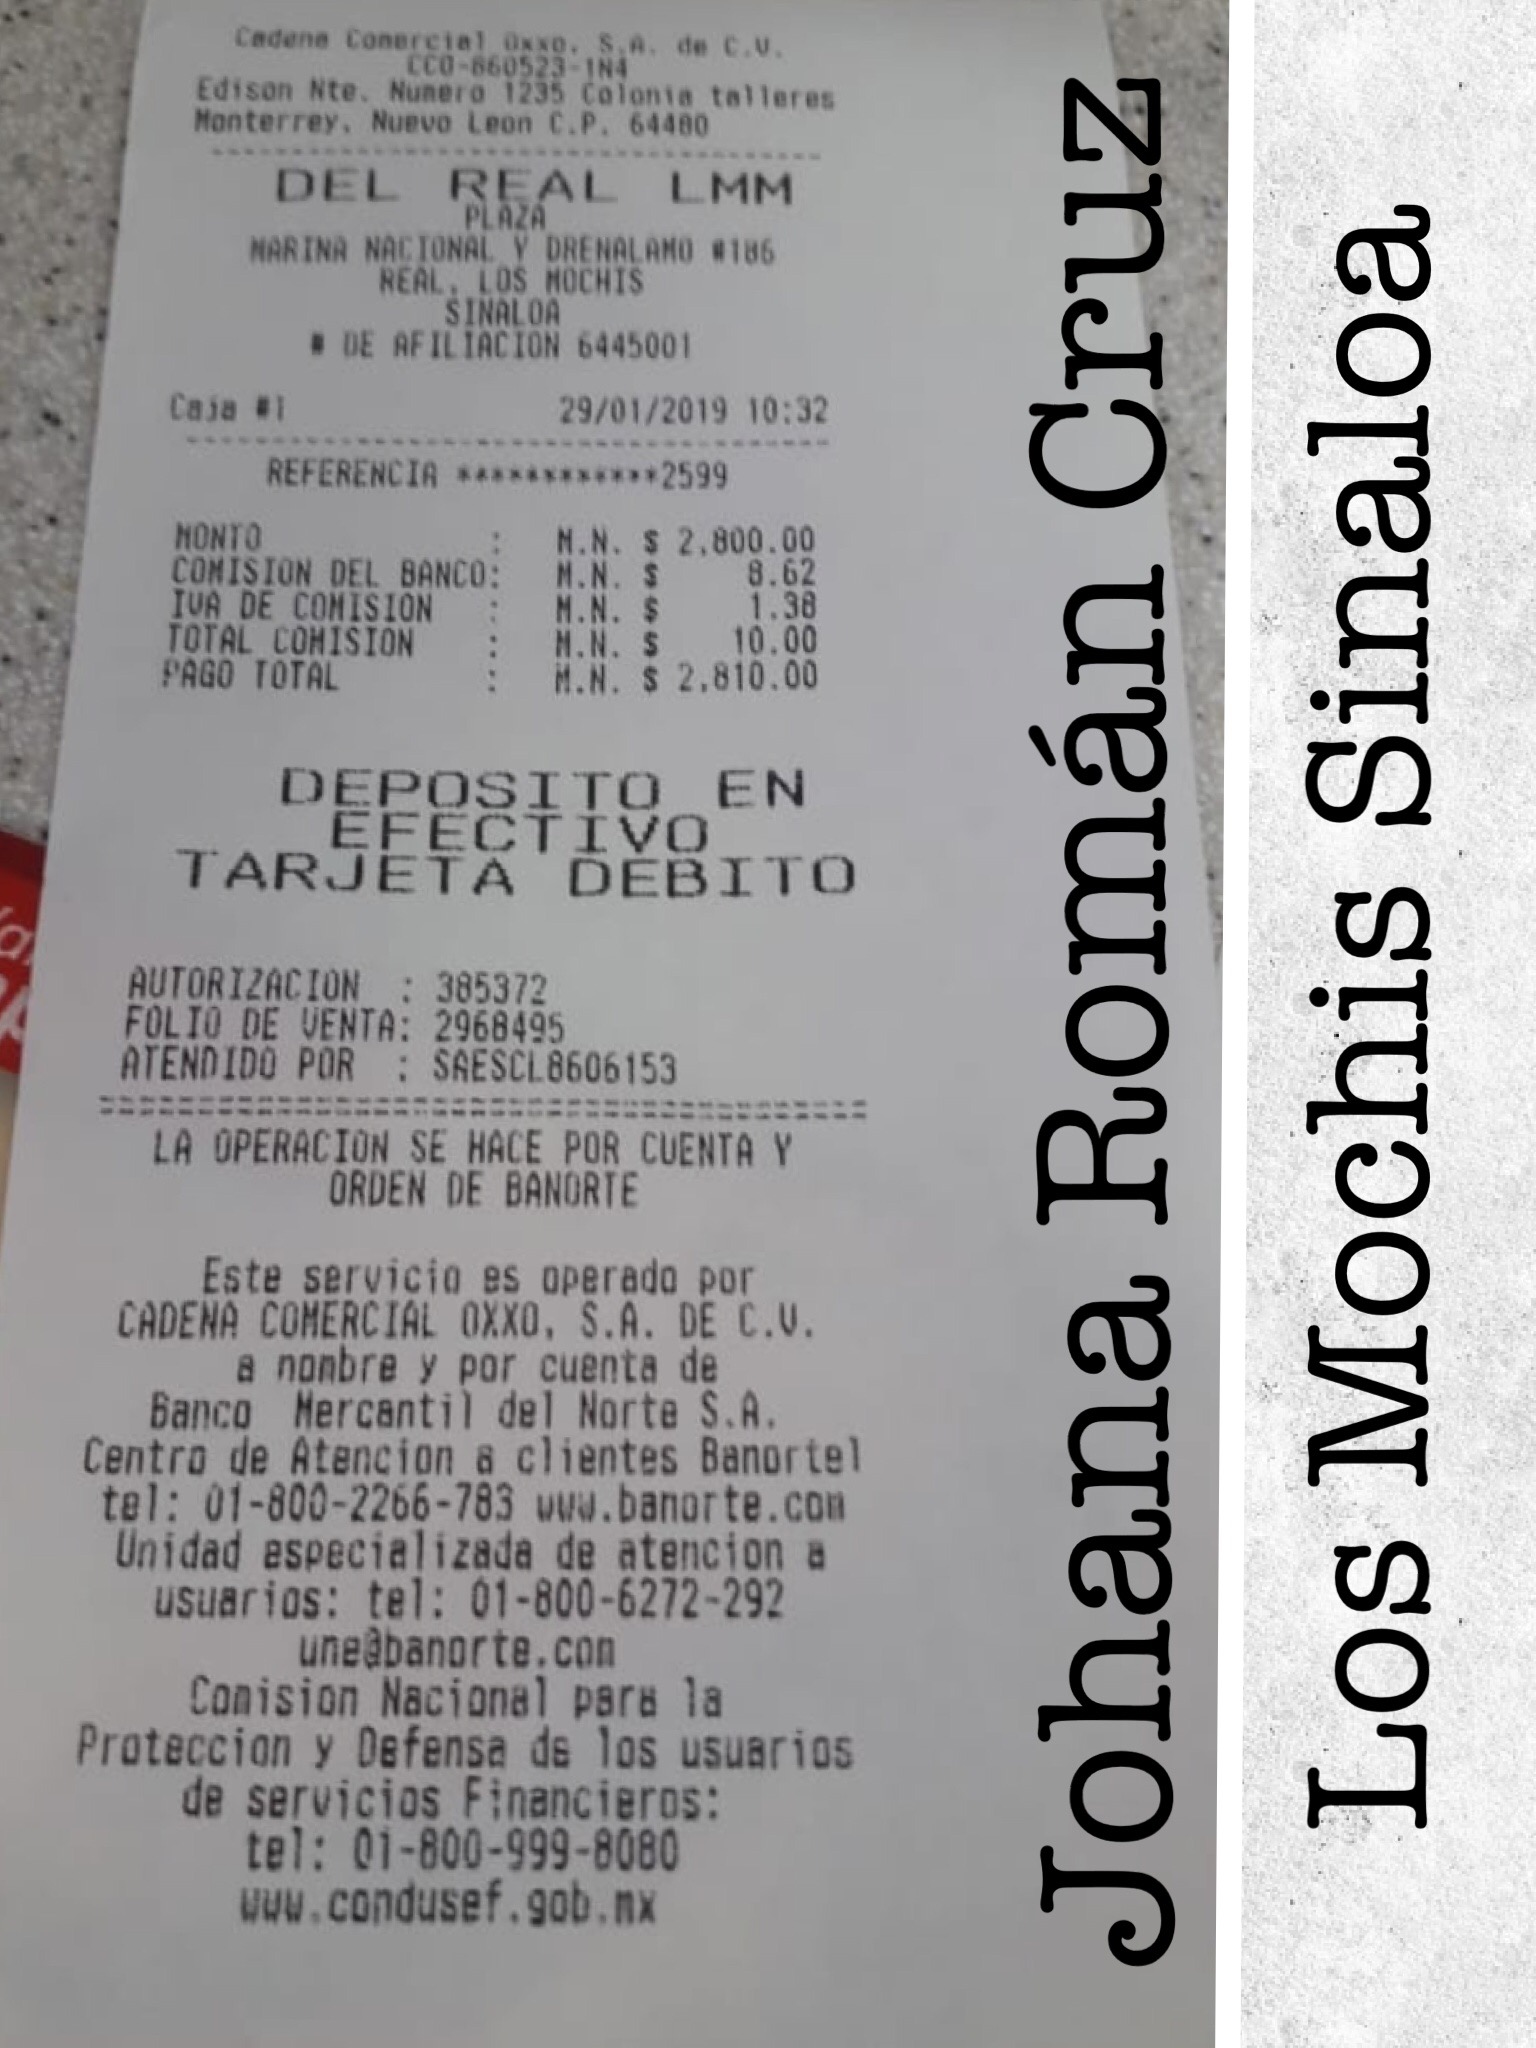 Cadena Comercial Oxxo, S.A. de C.V.
CCO-860523-1N4
Edison Nte. Numero 1235 Colonia talleres
Monterrey, Nuevo Leon C.P. 64480
DEL REAL LMM
PLAZA
MARINA NACIONAL Y DRENALAMO #186
REAL, LOS MOCHIS
SINALOA
# DE AFILIACION 6445001
Caja #1 29/01/2019 10:32
REFERENCIA ************2599
MONTO : M.N. $ 2,800.00
COMISION DEL BANCO: M.N. $ 8.62
IVA DE COMISION : M.N. $ 1.38
TOTAL COMISION : M.N. $ 10.00
PAGO TOTAL : M.N. $ 2,810.00
DEPOSITO EN
EFECTIVO
TARJETA DEBITO
AUTORIZACION : 385372
FOLIO DE VENTA: 2968495
ATENDIDO POR : SAESCL8606153
LA OPERACION SE HACE POR CUENTA Y
ORDEN DE BANORTE
Este servicio es operado por
CADENA COMERCIAL OXXO, S.A. DE C.V.
a nombre y por cuenta de
Banco Mercantil del Norte S.A.
Centro de Atencion a clientes Banortel
tel: 01-800-2266-783 www.banorte.com
Unidad especializada de atencion a
usuarios: tel: 01-800-6272-292
une@banorte.com
Comision Nacional para la
Proteccion y Defensa de los usuarios
de servicios Financieros:
tel: 01-800-999-8080
www.condusef.gob.mx
Johana Román Cruz
Los Mochis Sinaloa